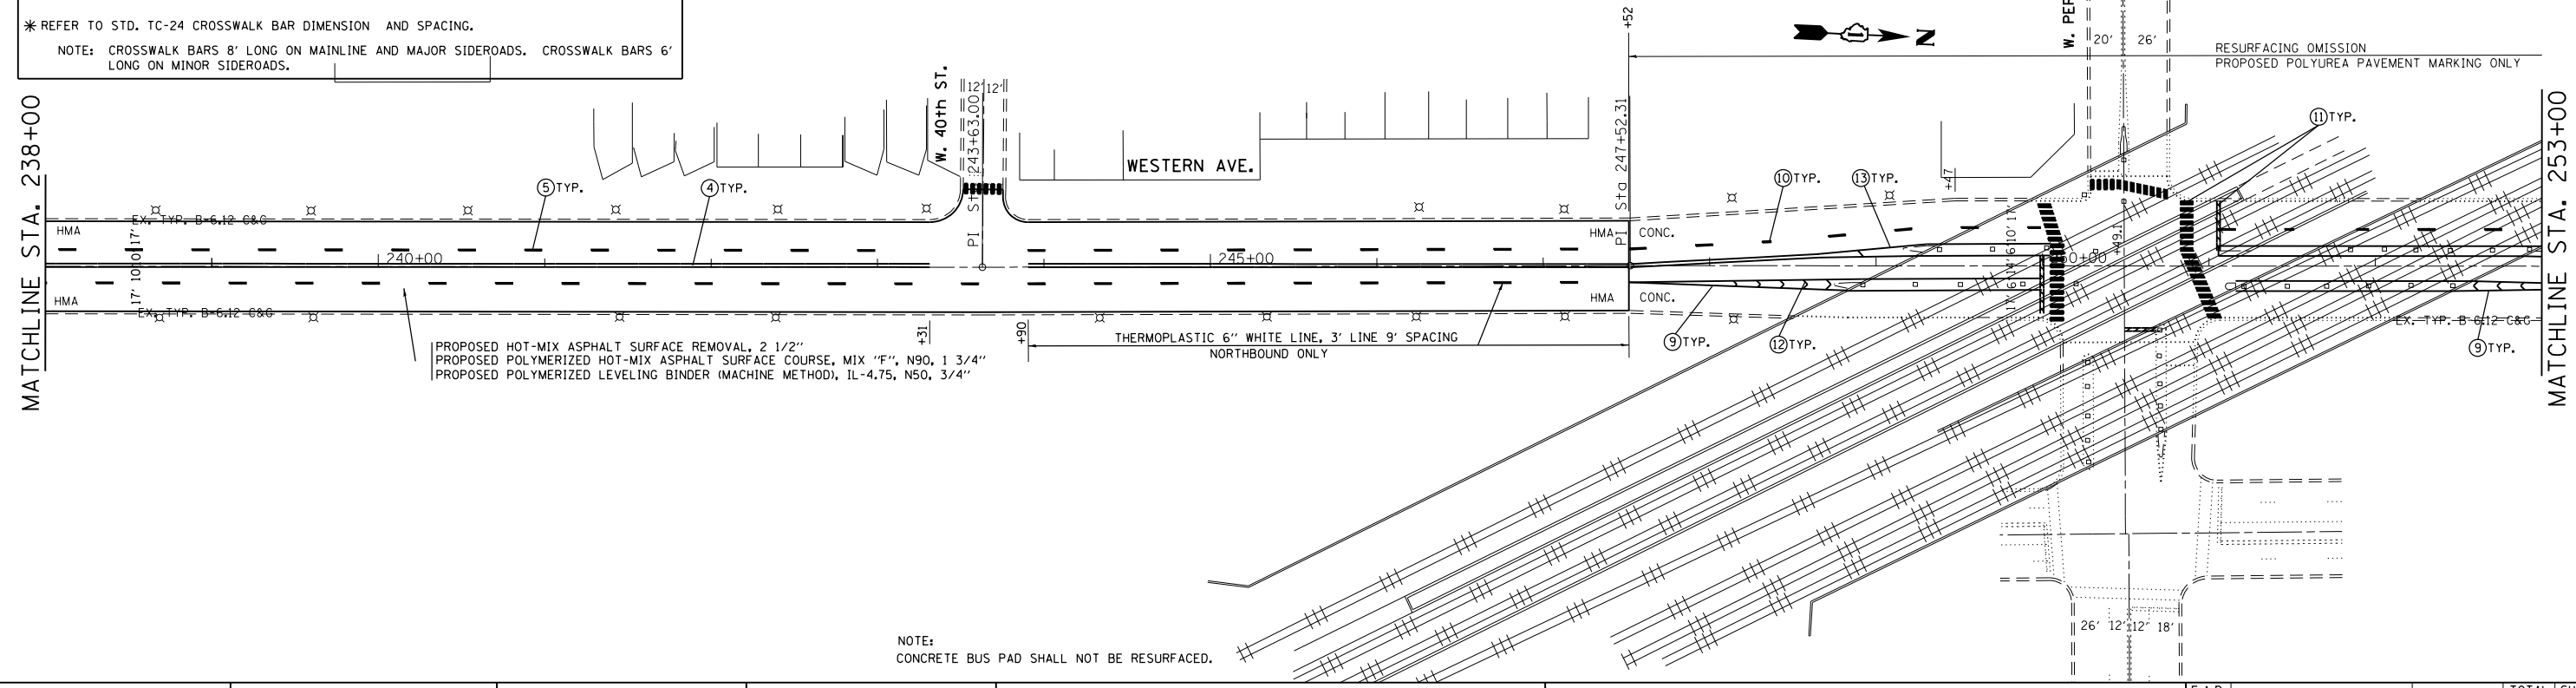 ✳ REFER TO STD. TC-24 CROSSWALK BAR DIMENSION AND SPACING.
NOTE: CROSSWALK BARS 8' LONG ON MAINLINE AND MAJOR SIDEROADS. CROSSWALK BARS 6'
LONG ON MINOR SIDEROADS.
MATCHLINE STA. 238+00
EX. TYP. B-6.12 C&G
HMA
17' 10' 10' 17'
HMA
EX. TYP. B-6.12 C&G
5 TYP.
4 TYP.
240+00
PROPOSED HOT-MIX ASPHALT SURFACE REMOVAL, 2 1/2"
PROPOSED POLYMERIZED HOT-MIX ASPHALT SURFACE COURSE, MIX "F", N90, 1 3/4"
PROPOSED POLYMERIZED LEVELING BINDER (MACHINE METHOD), IL-4.75, N50, 3/4"
W. 40th ST.
12' 12'
PI Sta 243+63.00
+31
+90
WESTERN AVE.
245+00
THERMOPLASTIC 6" WHITE LINE, 3' LINE 9' SPACING
NORTHBOUND ONLY
+52
PI Sta 247+52.31
HMA CONC.
HMA CONC.
N
RESURFACING OMISSION
PROPOSED POLYUREA PAVEMENT MARKING ONLY
10 TYP.
13 TYP.
+47
9 TYP.
12 TYP.
20' 26'
+49.1
11 TYP.
EX. TYP. B-6.12 C&G
9 TYP.
MATCHLINE STA. 253+00
26' 12' 12' 18'
NOTE:
CONCRETE BUS PAD SHALL NOT BE RESURFACED.